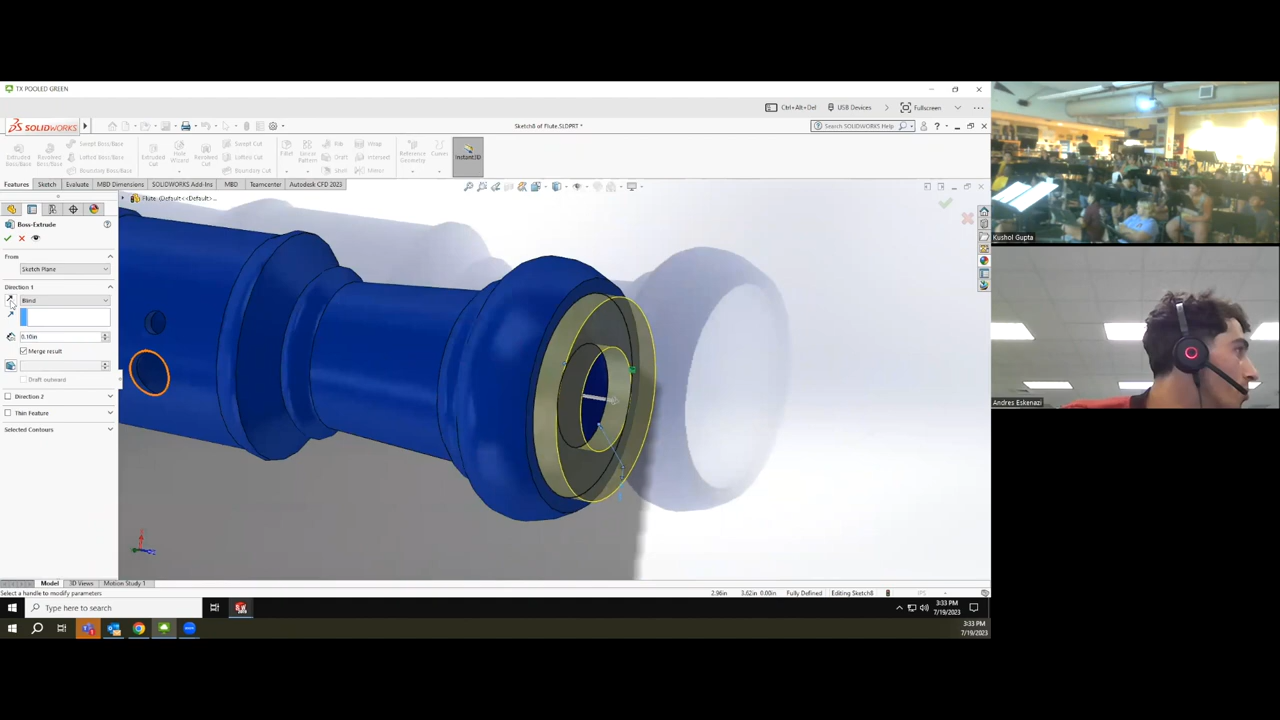 TX POOLED GREEN
Ctrl+Alt+Del USB Devices Fullscreen
SOLIDWORKS Sketch8 of Flute.SLDPRT * Search SOLIDWORKS Help
Extruded Boss/Base Revolved Boss/Base Swept Boss/Base Extruded Cut Hole Wizard Revolved Cut Swept Cut Fillet Linear Pattern Rib Wrap Reference Geometry Curves Instant3D
Lofted Boss/Base Lofted Cut Draft Intersect
Boundary Boss/Base Boundary Cut Shell Mirror
Features Sketch Evaluate MBD Dimensions SOLIDWORKS Add-Ins MBD Teamcenter Autodesk CFD 2023
Flute (Default<<Default>...
Boss-Extrude
From
Sketch Plane
Direction 1
Blind
0.10in
Merge result
Draft outward
Direction 2
Thin Feature
Selected Contours
Kushol Gupta
Andres Eskenazi
Model 3D Views Motion Study 1
Select a handle to modify parameters 2.96in 3.62in 0.00in Fully Defined Editing Sketch8 IPS
Type here to search 3:33 PM
7/19/2023
3:33 PM
7/19/2023